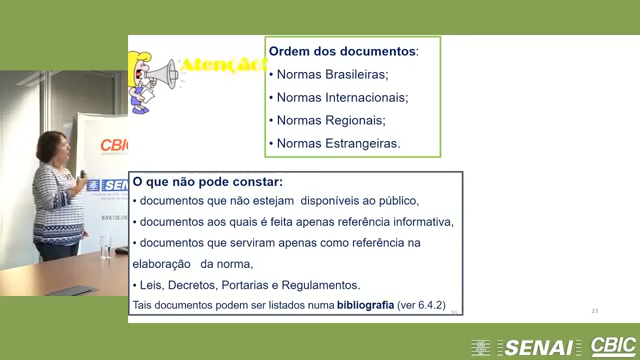 Atenção!
Ordem dos documentos:
• Normas Brasileiras;
• Normas Internacionais;
• Normas Regionais;
• Normas Estrangeiras.
CBIC
SENAI
O que não pode constar:
• documentos que não estejam disponíveis ao público,
• documentos aos quais é feita apenas referência informativa,
• documentos que serviram apenas como referência na
elaboração da norma,
• Leis, Decretos, Portarias e Regulamentos.
Tais documentos podem ser listados numa bibliografia (ver 6.4.2)
23
23
SENAI
CBIC